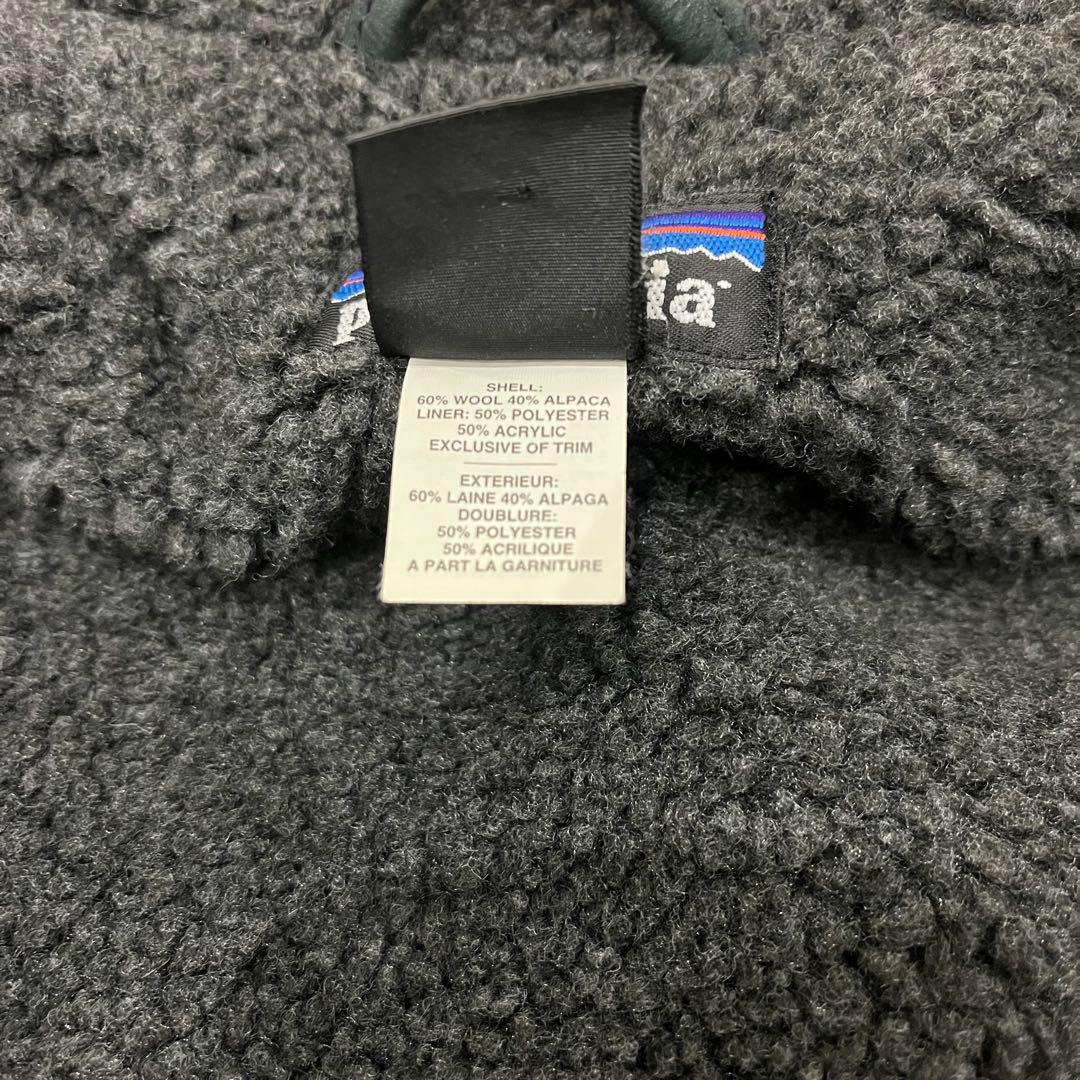 p ia
SHELL:
60% WOOL 40% ALPACA
LINER: 50% POLYESTER
50% ACRYLIC
EXCLUSIVE OF TRIM
EXTERIEUR:
60% LAINE 40% ALPAGA
DOUBLURE:
50% POLYESTER
50% ACRILIQUE
A PART LA GARNITURE